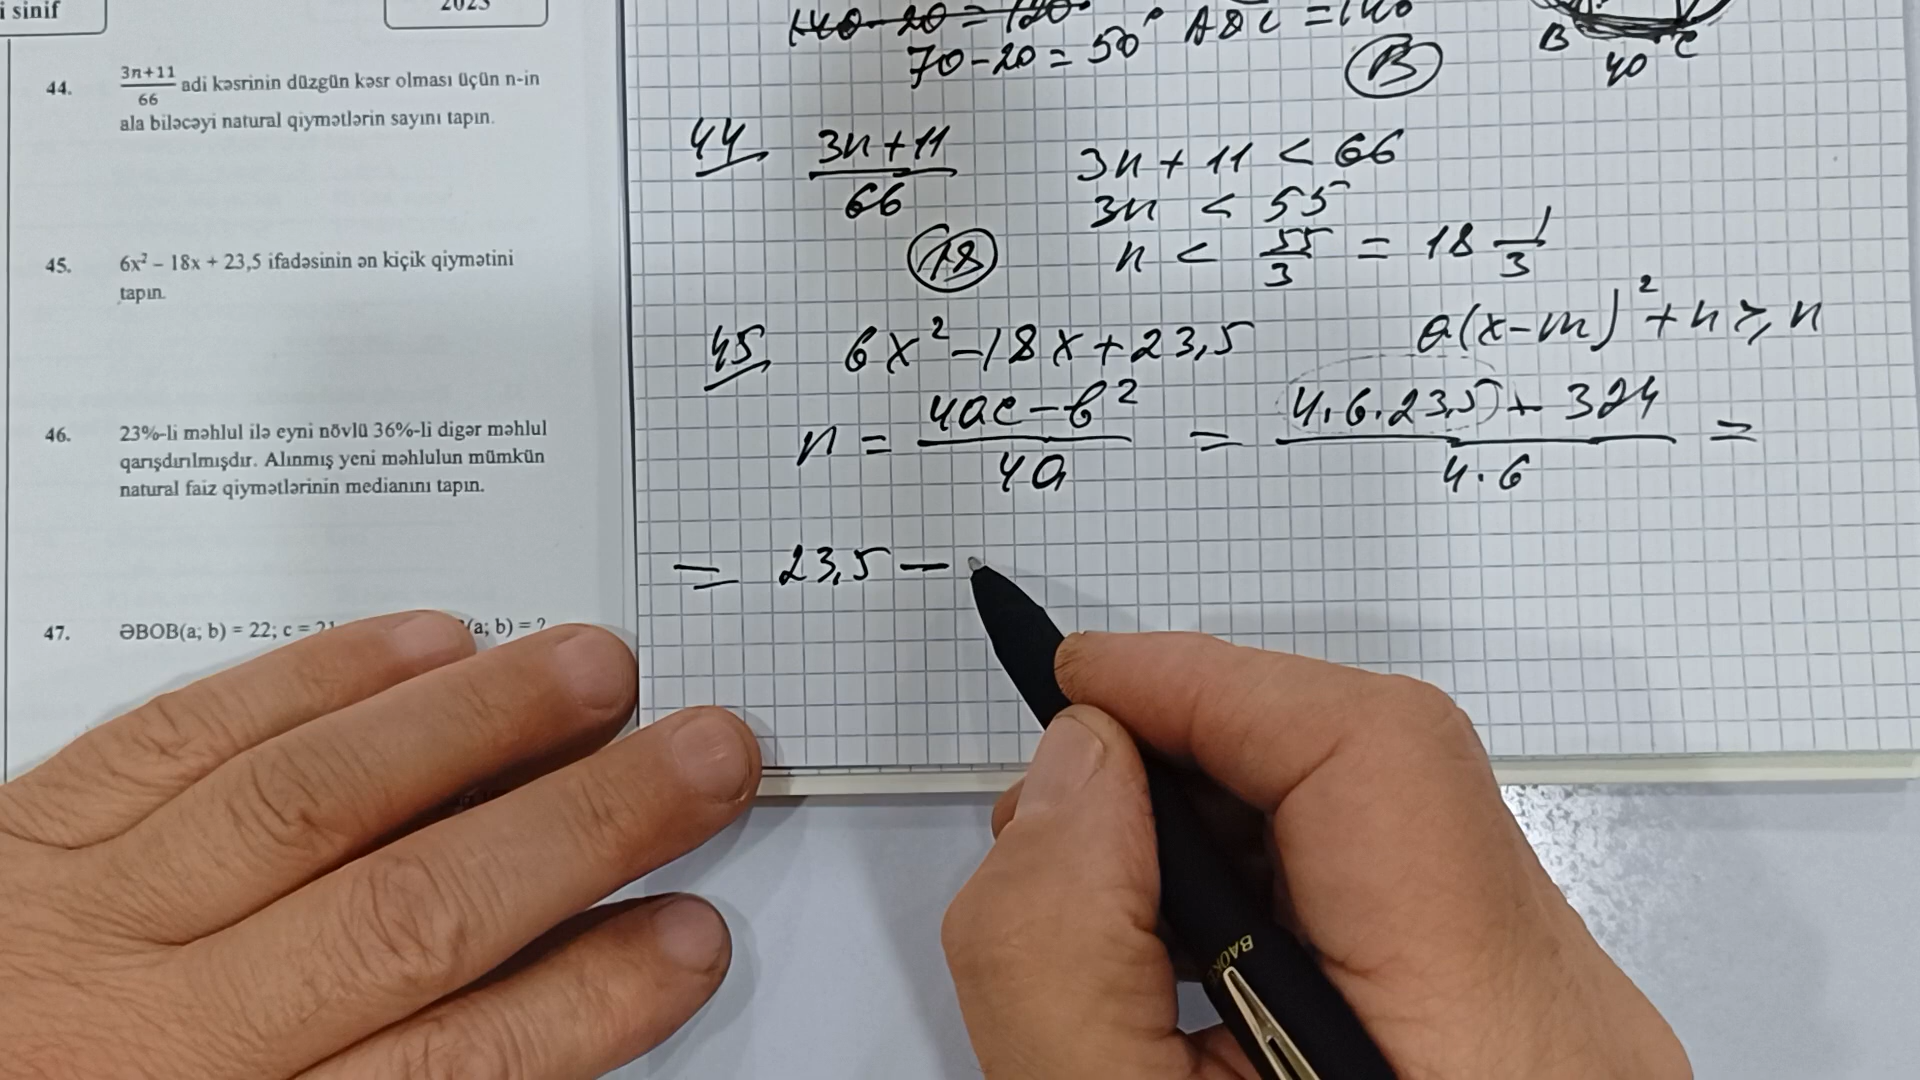 i sinif
2023
44. 3n+11/66 adi kəsrinin düzgün kəsr olması üçün n-in
ala biləcəyi natural qiymətlərin sayını tapın.
45. 6x² – 18x + 23,5 ifadəsinin ən kiçik qiymətini
tapın.
46. 23%-li məhlul ilə eyni növlü 36%-li digər məhlul
qarışdırılmışdır. Alınmış yeni məhlulun mümkün
natural faiz qiymətlərinin medianını tapın.
47. ƏBOB(a; b) = 22; c = 21 (a; b) = ?
140-20=120°
70-20=50°
B
B C
40
44 3n+11/66 3n+11<66
3n < 55
18 n < 55/3 = 18 1/3
45 6x²-18x+23,5 a(x-m)²+n≥n
n = 4ac-b²/4a = 4·6·23,5+324/4·6 =
= 23,5 –